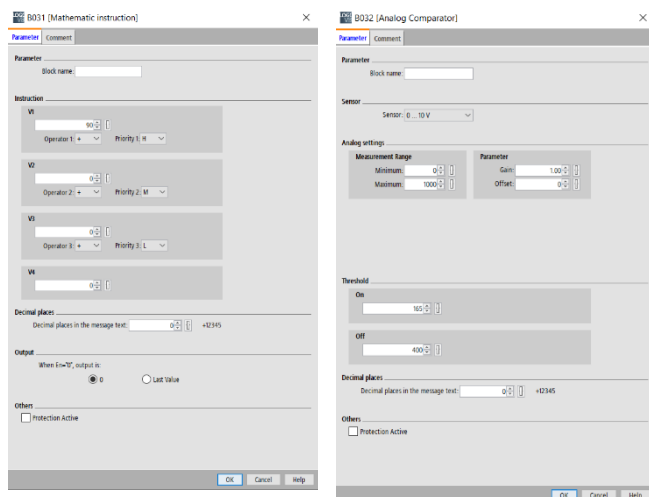 B031 [Mathematic instruction]
Parameter Comment
Parameter
Block name:
Instruction
V1
90
Operator 1: + Priority 1: H
V2
0
Operator 2: + Priority 2: M
V3
0
Operator 3: + Priority 3: L
V4
0
Decimal places
Decimal places in the message text: 0 +12345
Output
When En="0", output is:
0 Last Value
Others
Protection Active
OK Cancel Help
B032 [Analog Comparator]
Parameter Comment
Parameter
Block name:
Sensor
Sensor: 0 ... 10 V
Analog settings
Measurement Range
Minimum: 0
Maximum: 1000
Parameter
Gain: 1.00
Offset: 0
Threshold
On
165
Off
400
Decimal places
Decimal places in the message text: 0 +12345
Others
Protection Active
OK Cancel Help